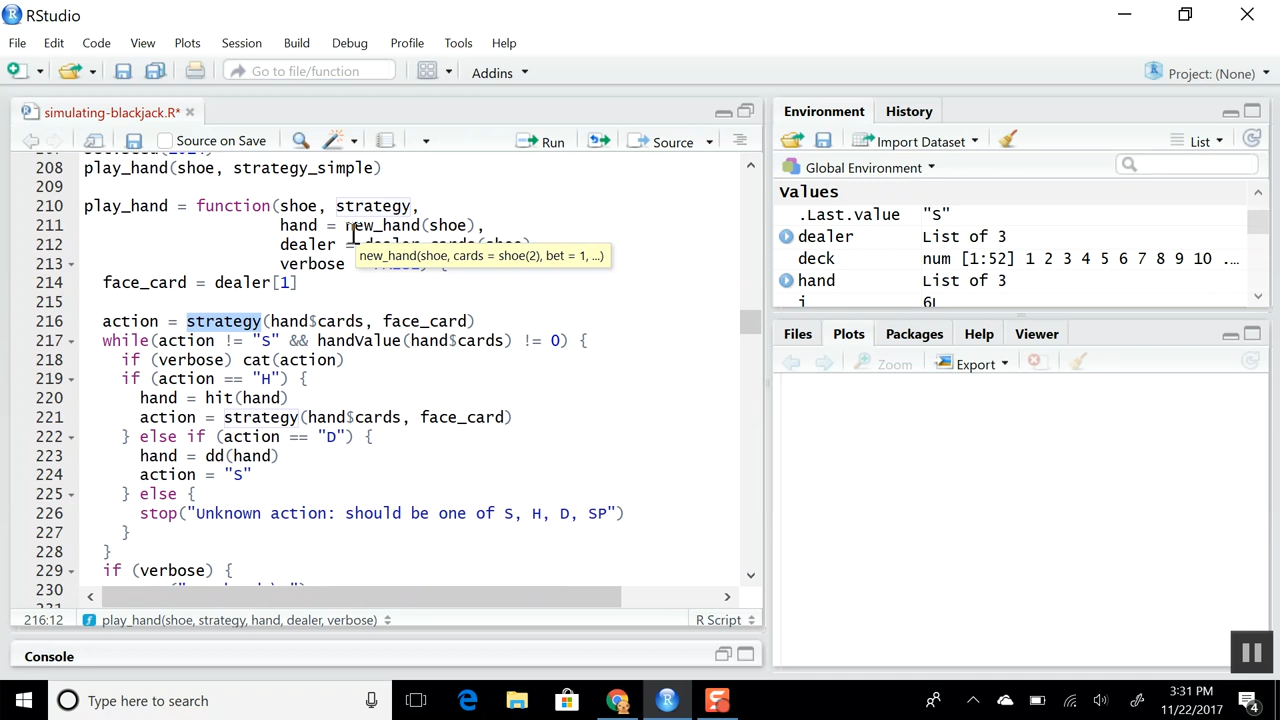 RStudio
File Edit Code View Plots Session Build Debug Profile Tools Help
Go to file/function Addins Project: (None)
simulating-blackjack.R*
Source on Save Run Source
208 play_hand(shoe, strategy_simple)
209
210 play_hand = function(shoe, strategy,
211 hand = new_hand(shoe),
212 dealer =
new_hand(shoe, cards = shoe(2), bet = 1, ...)
213 verbose
214 face_card = dealer[1]
215
216 action = strategy(hand$cards, face_card)
217 while(action != "S" && handValue(hand$cards) != 0) {
218 if (verbose) cat(action)
219 if (action == "H") {
220 hand = hit(hand)
221 action = strategy(hand$cards, face_card)
222 } else if (action == "D") {
223 hand = dd(hand)
224 action = "S"
225 } else {
226 stop("Unknown action: should be one of S, H, D, SP")
227 }
228 }
229 if (verbose) {
230
216:12 play_hand(shoe, strategy, hand, dealer, verbose) R Script
Console
Environment History
Import Dataset List
Global Environment
Values
.Last.value "S"
dealer List of 3
deck num [1:52] 1 2 3 4 5 6 7 8 9 10 ...
hand List of 3
i 6L
Files Plots Packages Help Viewer
Zoom Export
Type here to search
3:31 PM
11/22/2017
4